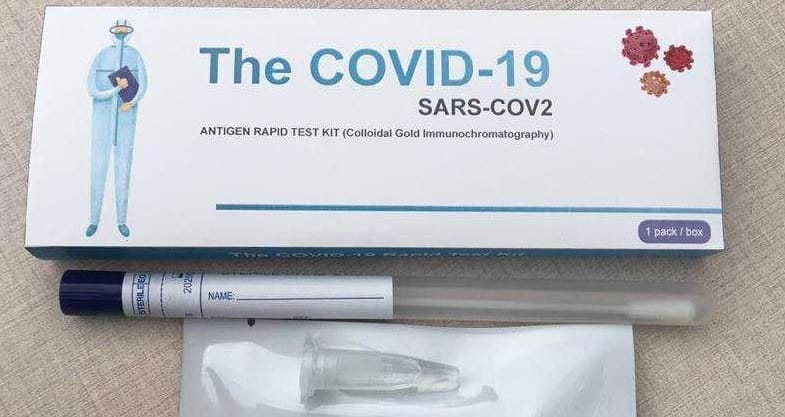 The COVID-19
SARS-COV2
ANTIGEN RAPID TEST KIT (Colloidal Gold Immunochromatography)
1 pack / box
The COVID-19 Rapid Test Kit
STERILE EO
NAME: